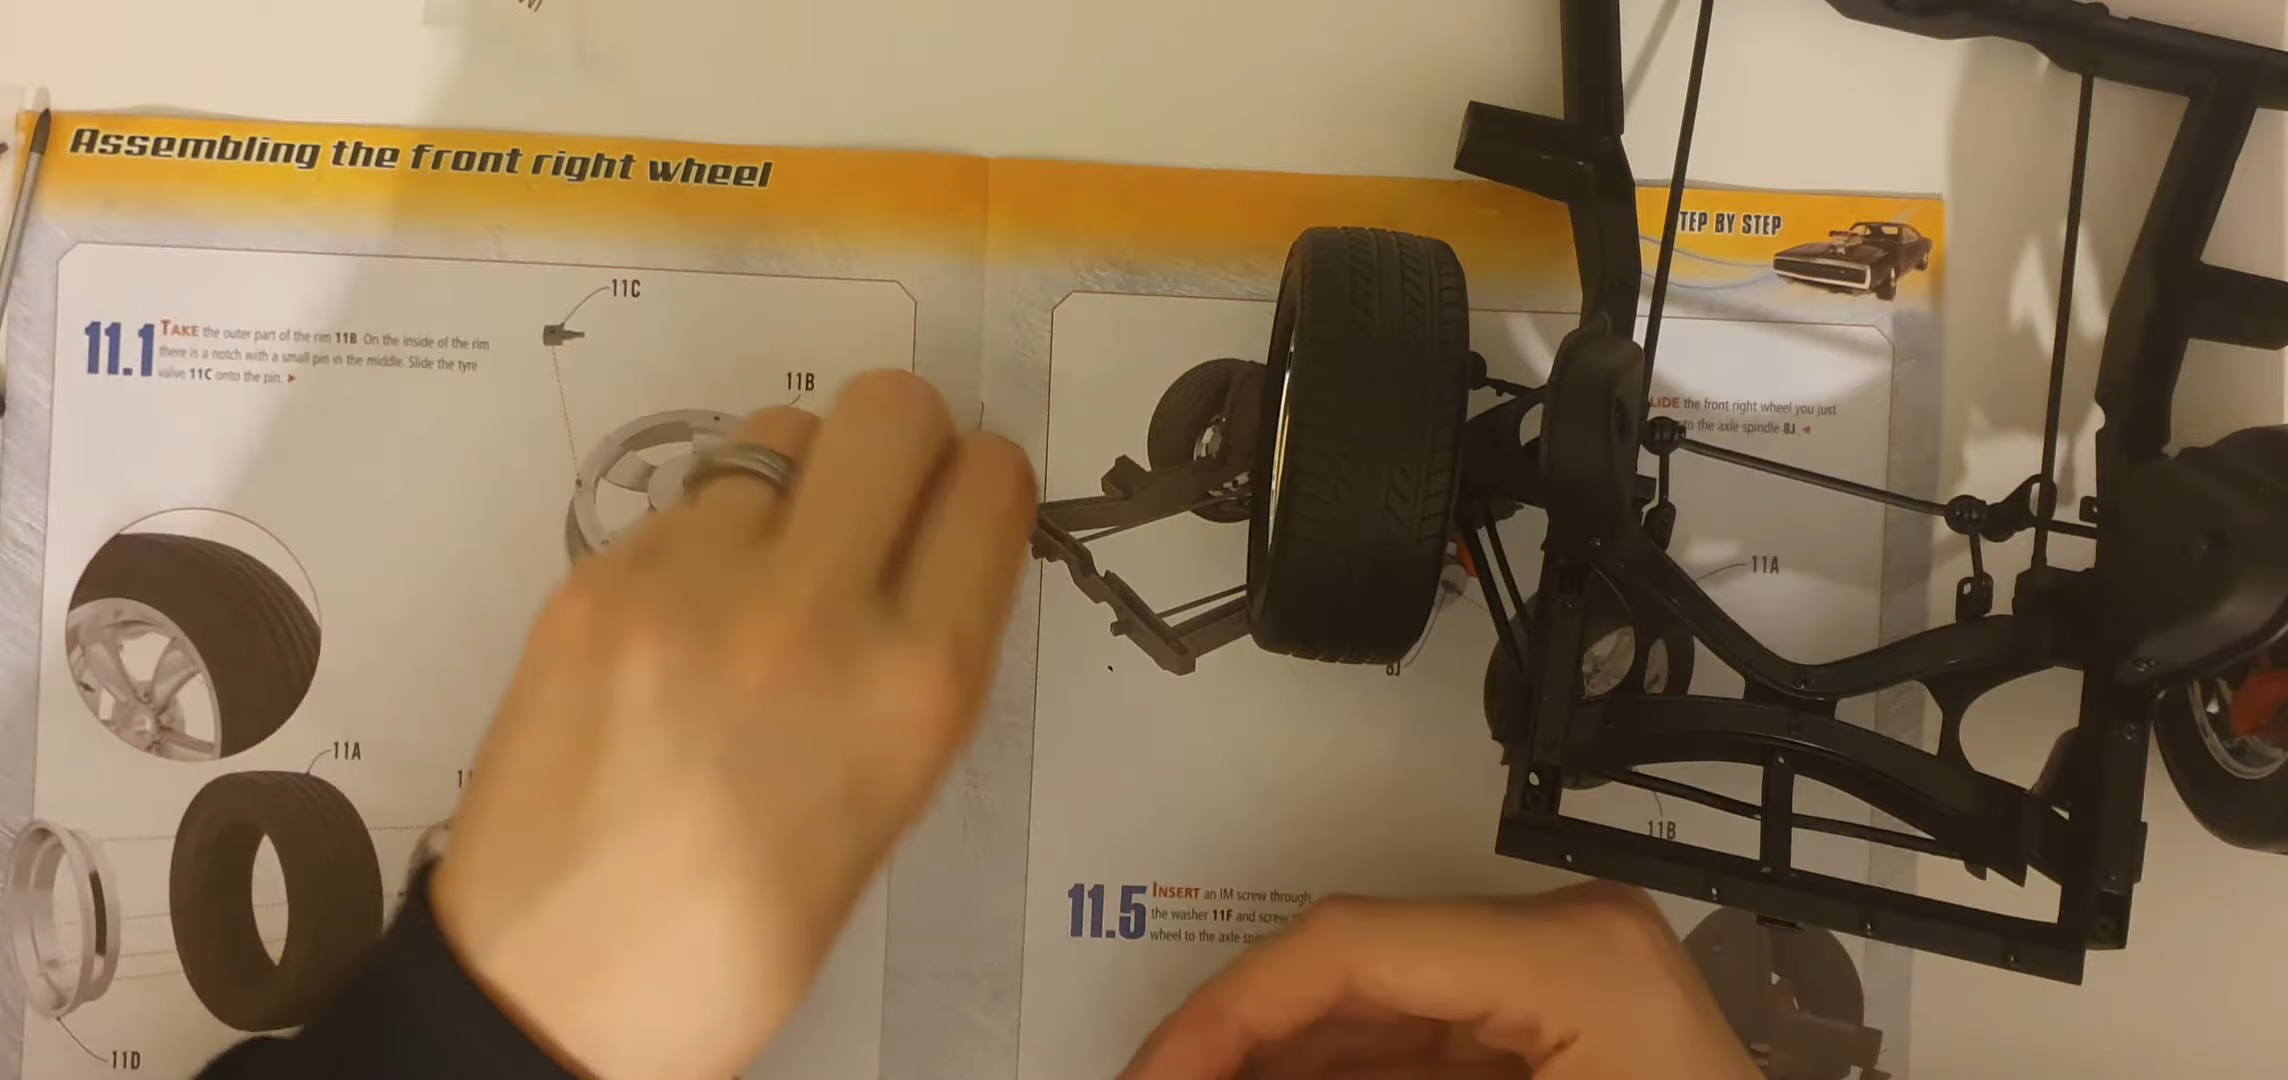 Assembling the front right wheel
TEP BY STEP
11C
11.1 TAKE the outer part of the rim 11B. On the inside of the rim
there is a notch with a small pin in the middle. Slide the tyre
valve 11C onto the pin.
11B
LIDE the front right wheel you just
to the axle spindle 8J
11A
8J
11A
11B
11.5 INSERT an IM screw through
the washer 11F and screw
wheel to the axle
11D